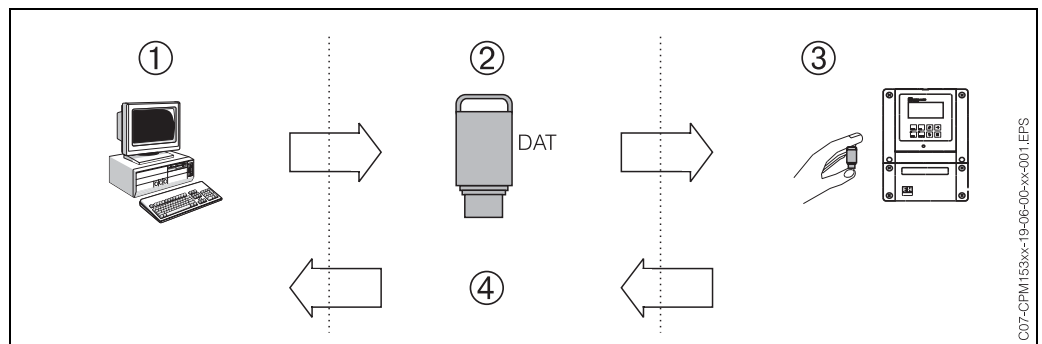 ① ② ③
DAT
④
C07-CPM153xx-19-06-00-xx-001.EPS